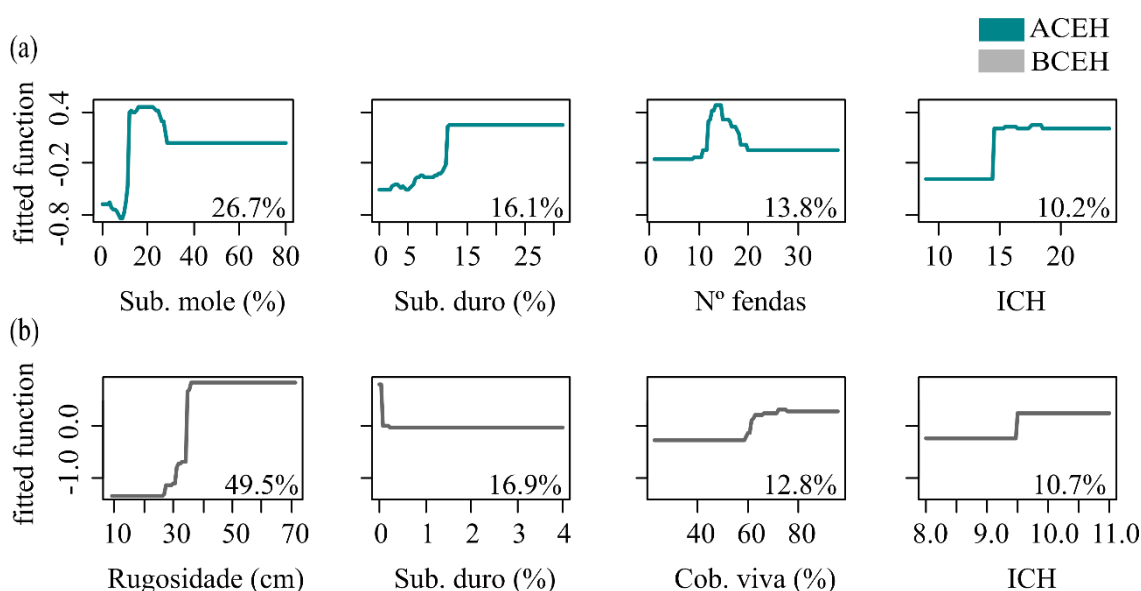 ACEH
BCEH
(a)
fitted function
0.4
-0.2
-0.8
26.7%
0 20 40 60 80
Sub. mole (%)
16.1%
0 5 15 25
Sub. duro (%)
13.8%
0 10 20 30
Nº fendas
10.2%
10 15 20
ICH
(b)
fitted function
0.0
-1.0
49.5%
10 30 50 70
Rugosidade (cm)
16.9%
0 1 2 3 4
Sub. duro (%)
12.8%
40 60 80
Cob. viva (%)
10.7%
8.0 9.0 10.0 11.0
ICH